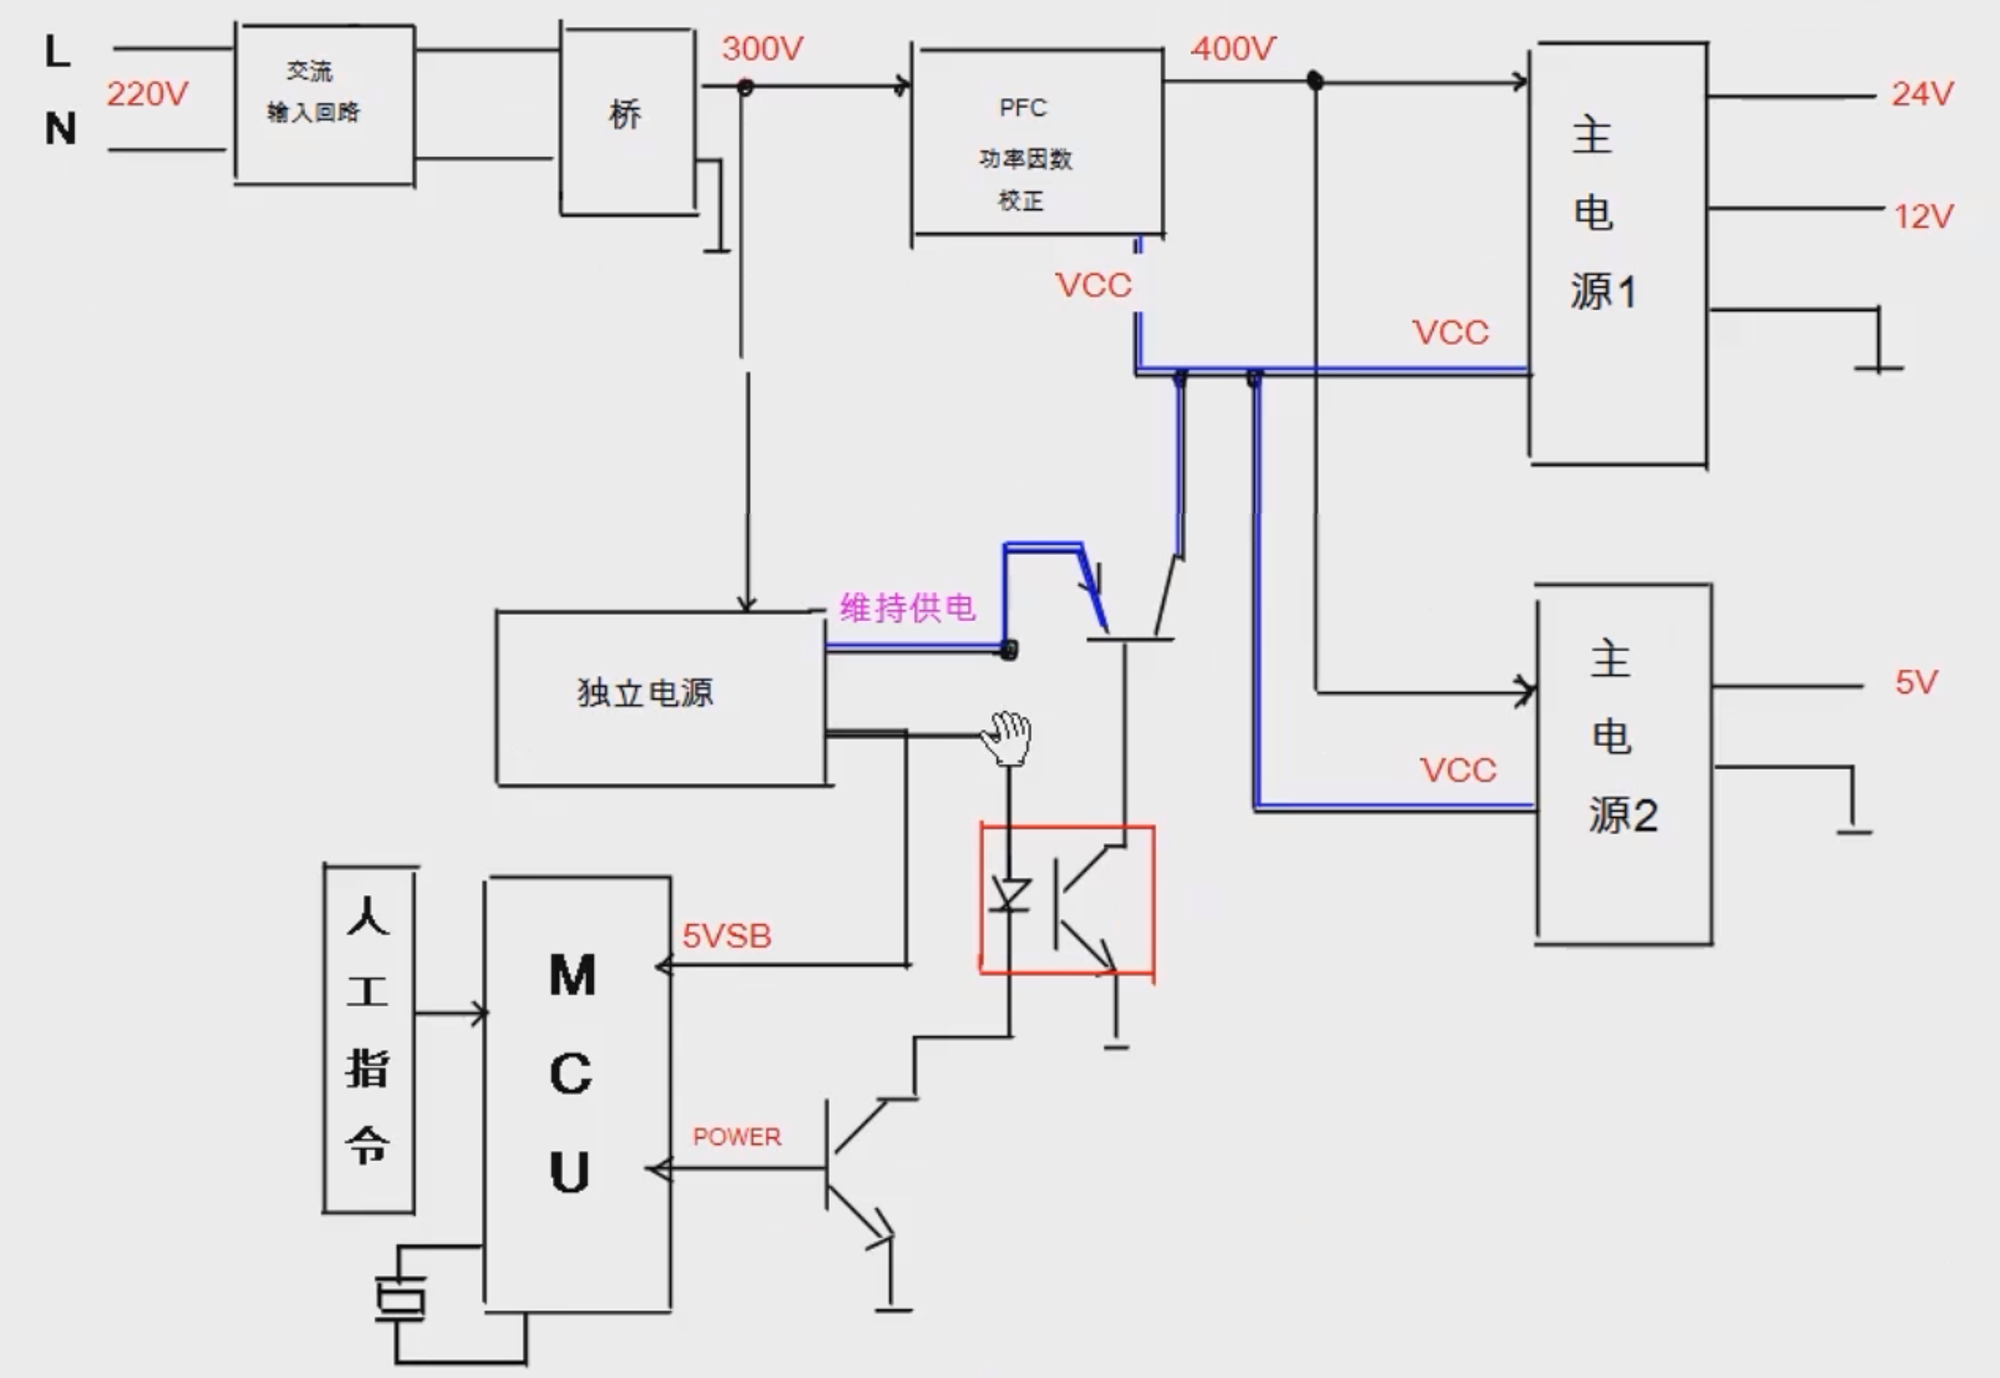 L
220V
N
交流
输入回路
桥
300V
PFC
功率因数
校正
400V
主
电
源1
24V
12V
VCC
VCC
维持供电
独立电源
主
电
源2
5V
VCC
人
工
指
令
M
C
U
5VSB
POWER